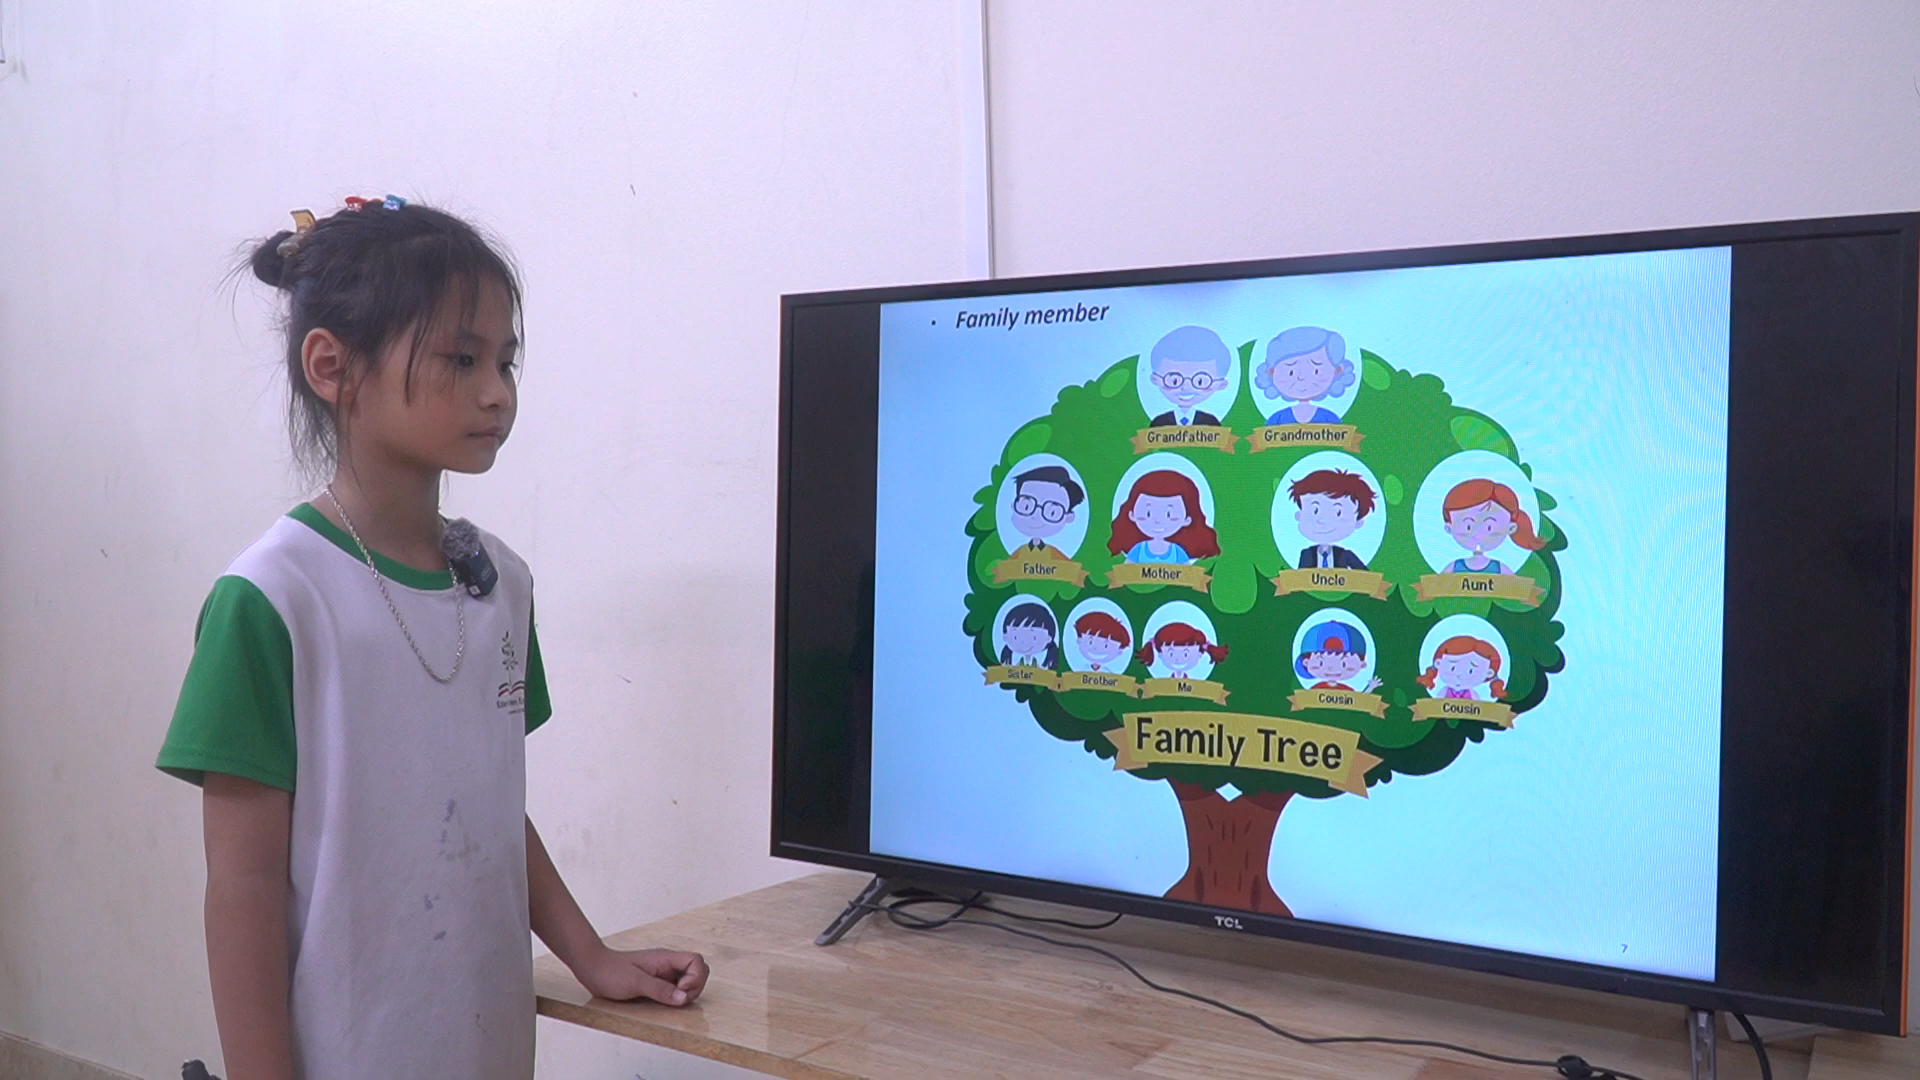 • Family member
Grandfather
Grandmother
Father
Mother
Uncle
Aunt
Sister
Brother
Me
Cousin
Cousin
Family Tree
7
TCL